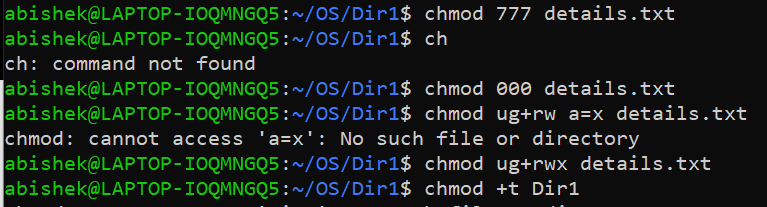 abishek@LAPTOP-IOQMNGQ5:~/OS/Dir1$ chmod 777 details.txt
abishek@LAPTOP-IOQMNGQ5:~/OS/Dir1$ ch
ch: command not found
abishek@LAPTOP-IOQMNGQ5:~/OS/Dir1$ chmod 000 details.txt
abishek@LAPTOP-IOQMNGQ5:~/OS/Dir1$ chmod ug+rw a=x details.txt
chmod: cannot access 'a=x': No such file or directory
abishek@LAPTOP-IOQMNGQ5:~/OS/Dir1$ chmod ug+rwx details.txt
abishek@LAPTOP-IOQMNGQ5:~/OS/Dir1$ chmod +t Dir1